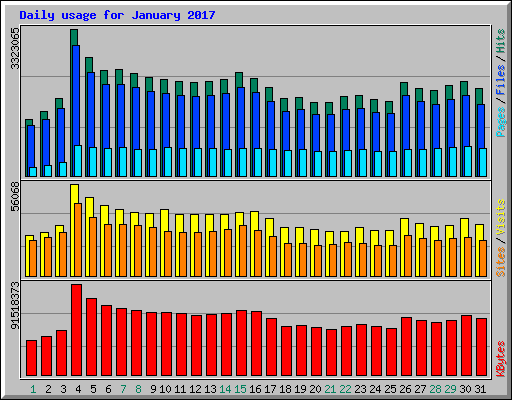 Daily usage for January 2017
3323065
Pages / Files / Hits
56068
Sites / Visits
91518373
KBytes
1 2 3 4 5 6 7 8 9 10 11 12 13 14 15 16 17 18 19 20 21 22 23 24 25 26 27 28 29 30 31